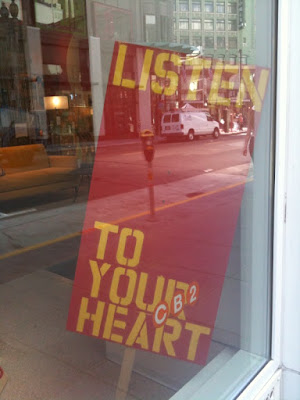 LISTEN
TO
YOUR
HEART
CB2